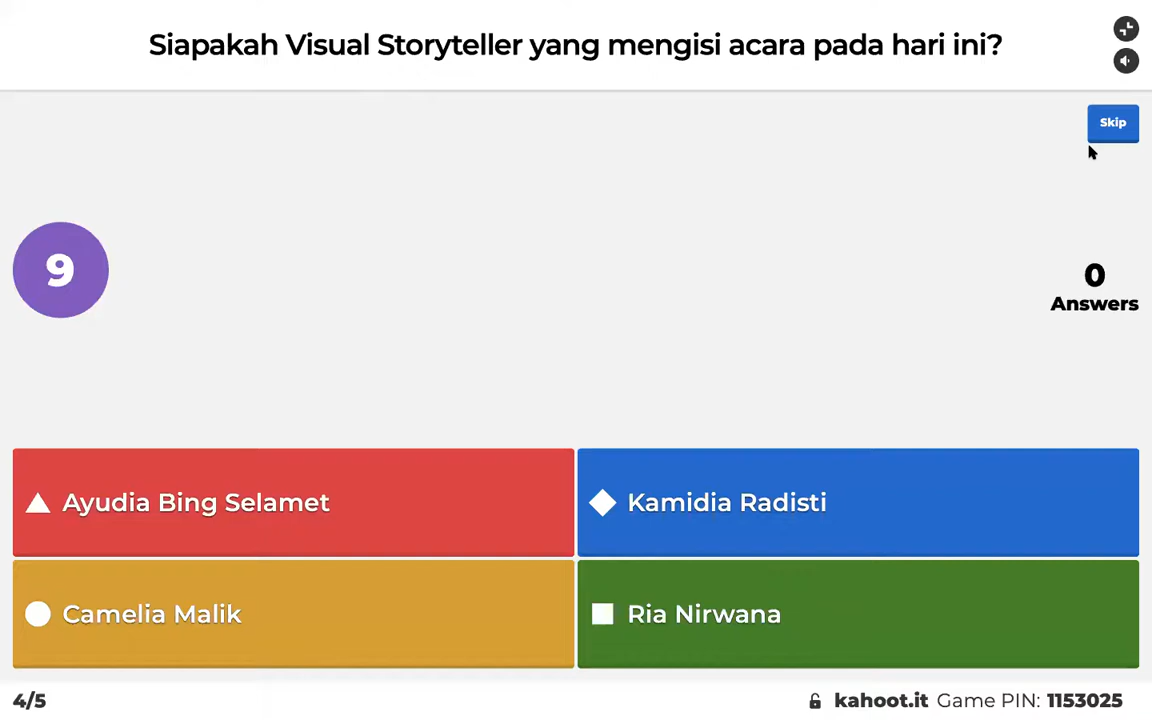 Siapakah Visual Storyteller yang mengisi acara pada hari ini?
Skip
9
0
Answers
Ayudia Bing Selamet
Kamidia Radisti
Camelia Malik
Ria Nirwana
4/5
kahoot.it Game PIN: 1153025